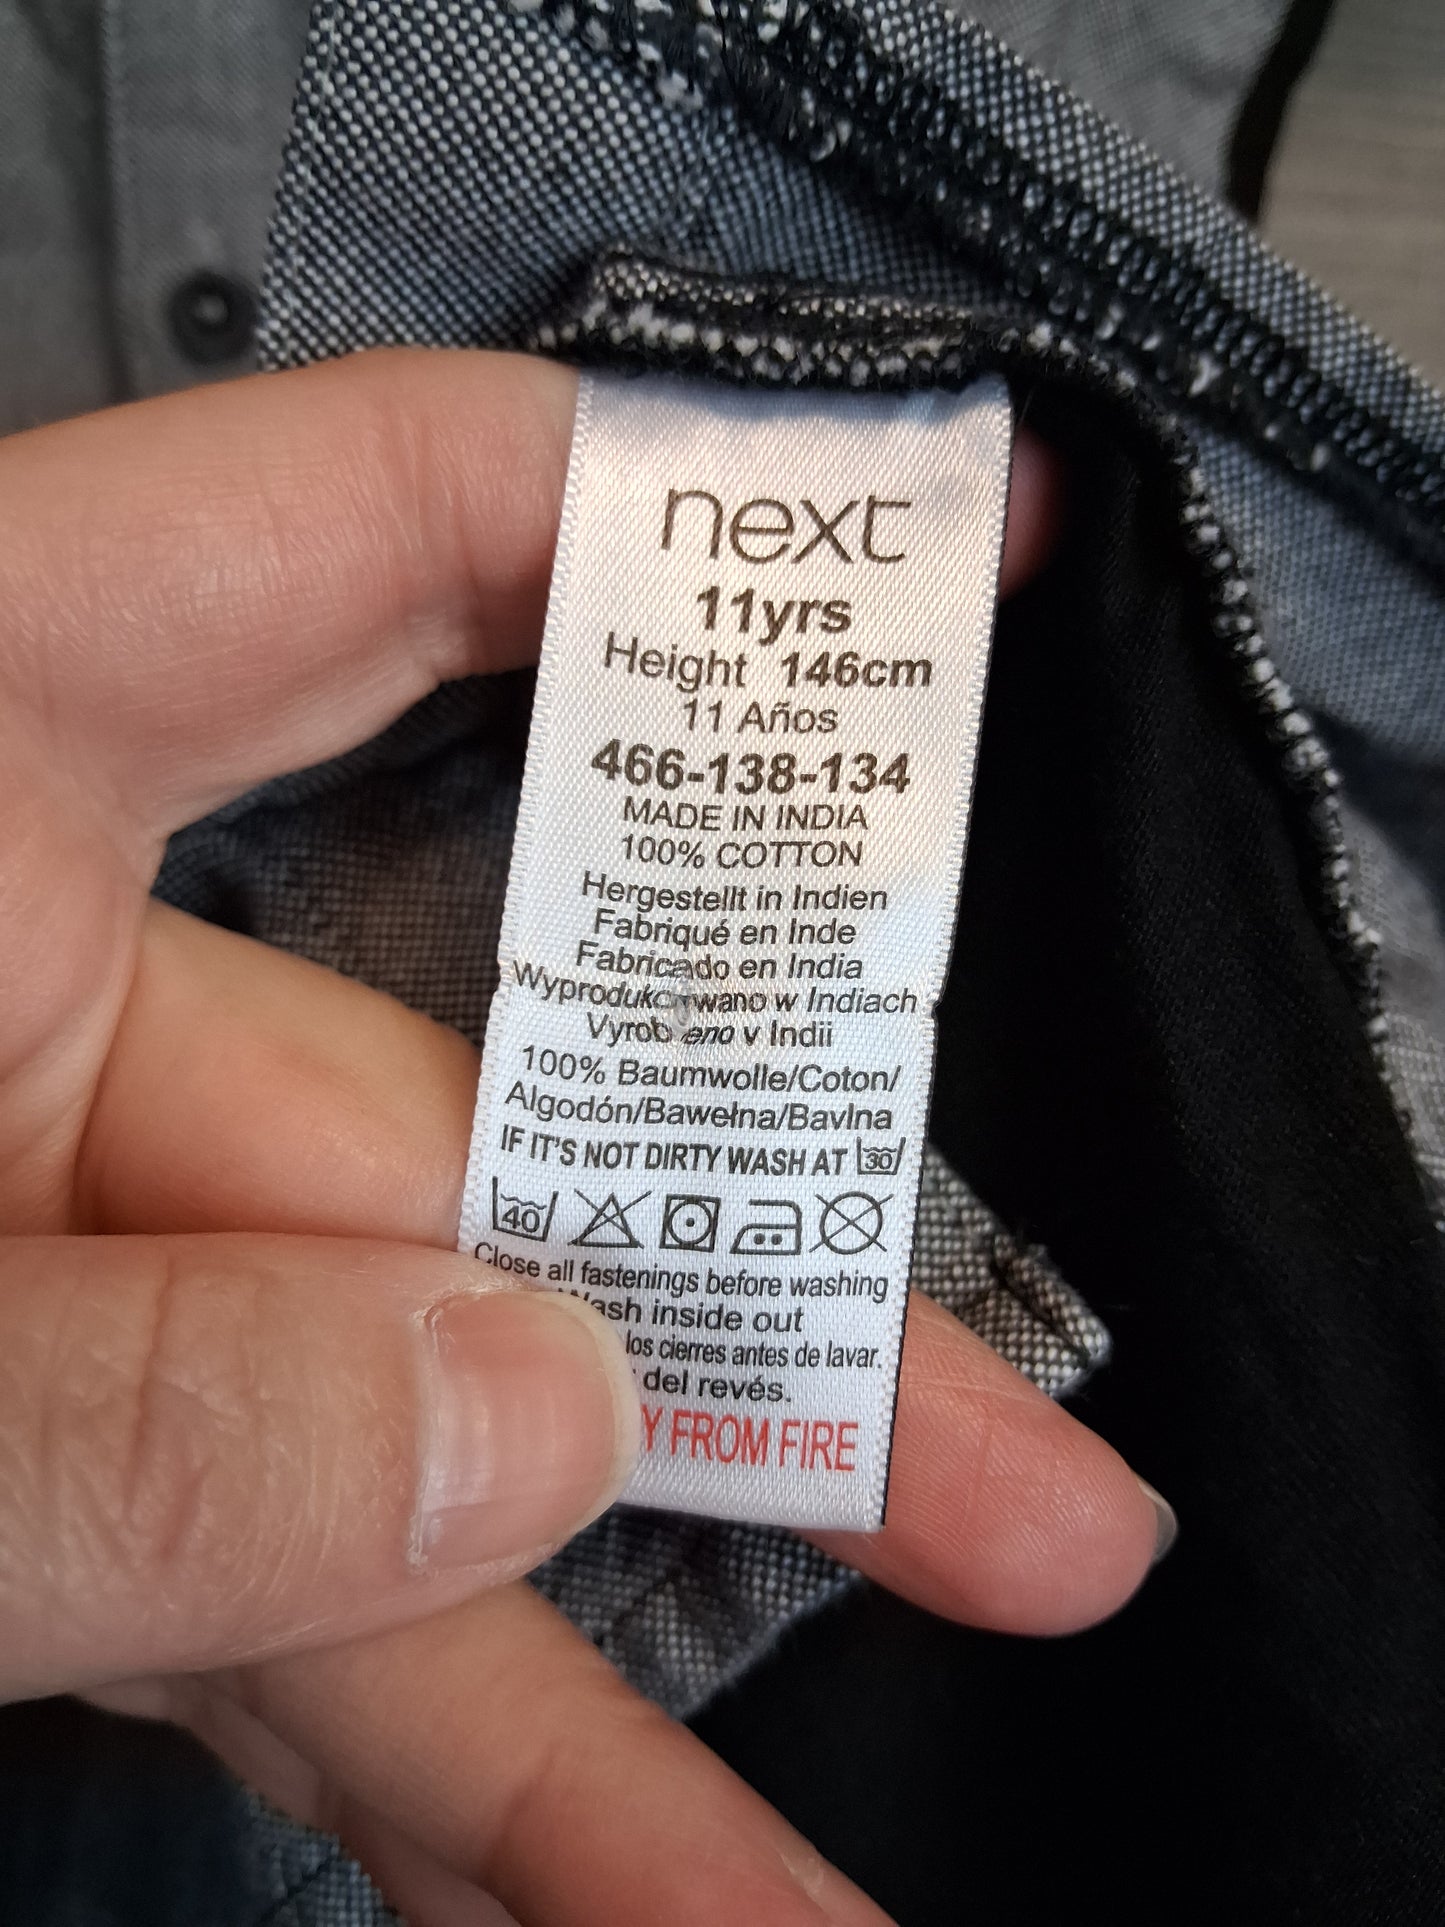 next
11yrs
Height 146cm
11 Años
466-138-134
MADE IN INDIA
100% COTTON
Hergestellt in Indien
Fabriqué en Inde
Fabricado en India
Wyprodukowano w Indiach
v Indii
100% Baumwolle/Coton/
Algodón/Bawełna/Bavlna
IF IT'S NOT DIRTY WASH AT 30
40
Close all fastenings before washing
Wash inside out
los cierres antes de lavar.
del revés.
Y FROM FIRE